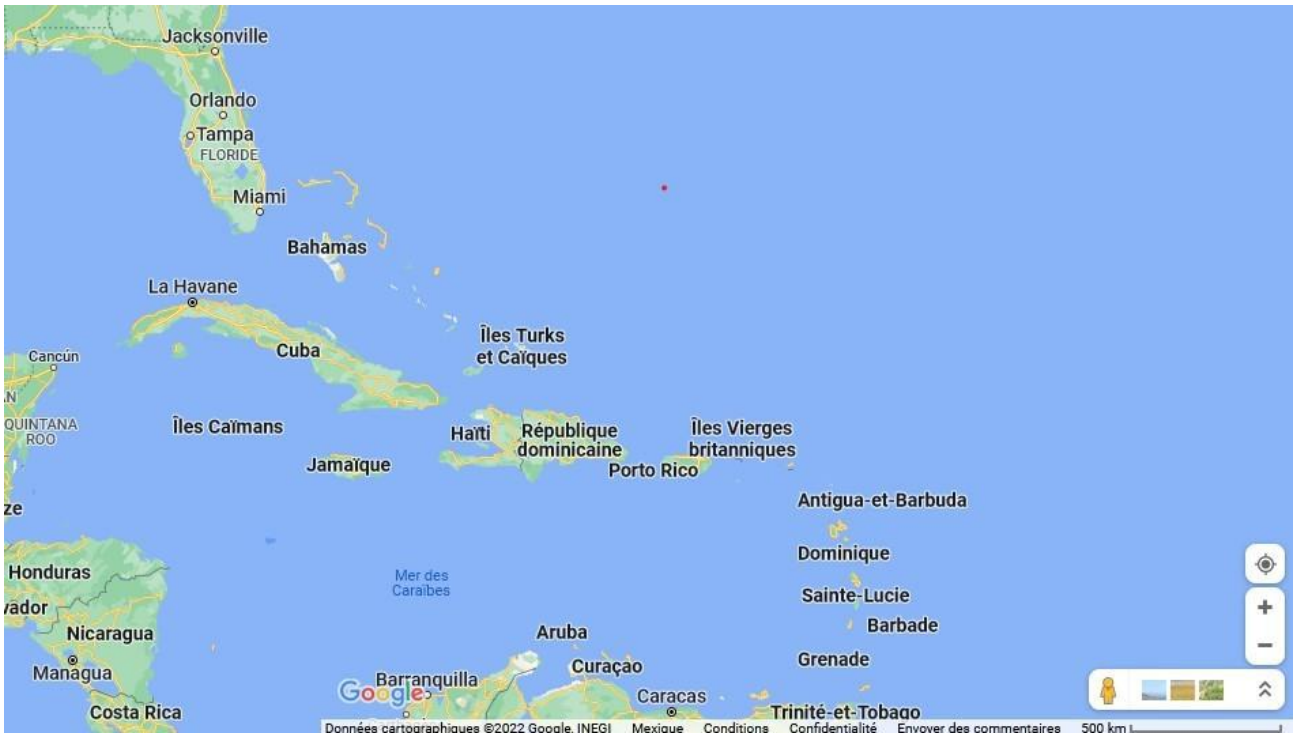 Jacksonville
Orlando
Tampa
FLORIDE
Miami
Bahamas
La Havane
Îles Turks
et Caïques
Cuba
Cancún
QUINTANA
ROO
Îles Caïmans
Haïti
République
dominicaine
Îles Vierges
britanniques
Jamaïque
Porto Rico
Antigua-et-Barbuda
ze
Dominique
Honduras
Mer des
Caraïbes
vador
Sainte-Lucie
Barbade
Nicaragua
Aruba
Grenade
Managua
Curaçao
Barranquilla
Google
Caracas
Costa Rica
Trinité-et-Tobago
Données cartographiques ©2022 Google, INEGI Mexique Conditions Confidentialité Envoyer des commentaires 500 km